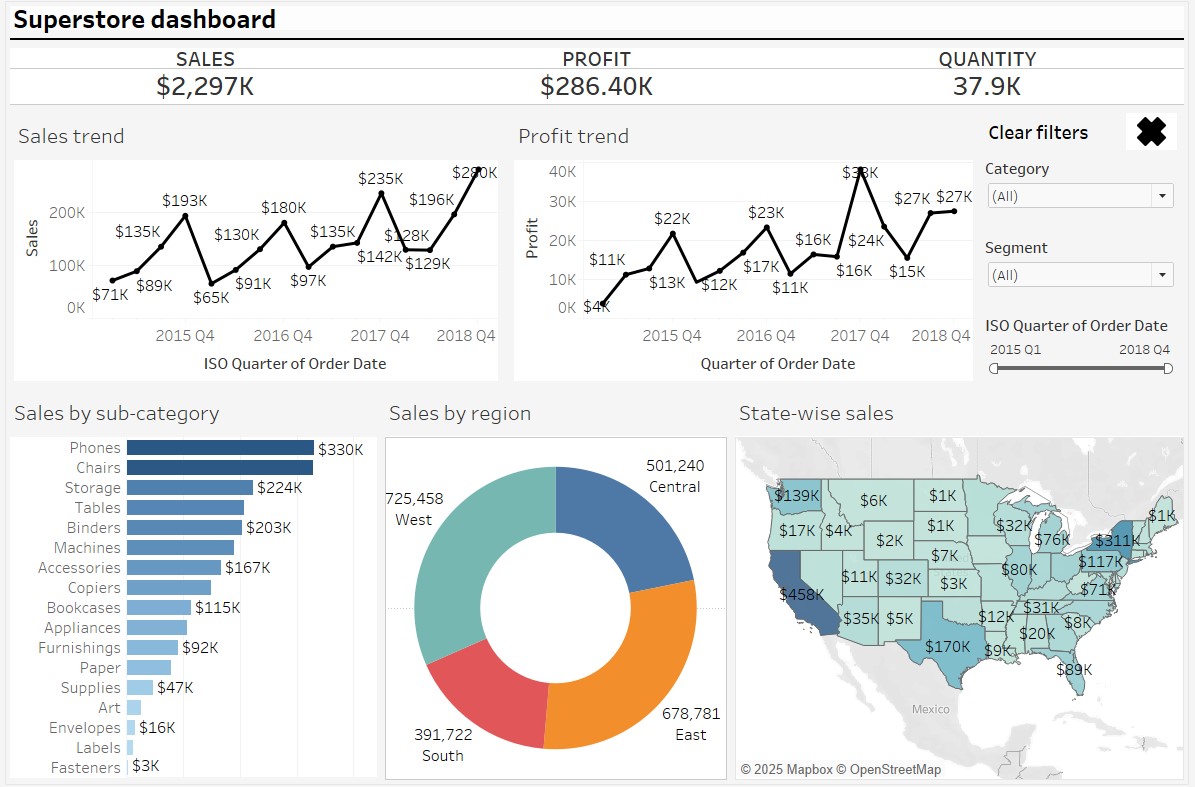 Superstore dashboard
SALES
$2,297K
PROFIT
$286.40K
QUANTITY
37.9K
Sales trend
Sales
200K
100K
0K
$71K
$89K
$135K
$193K
$65K
$91K
$130K
$180K
$97K
$135K
$142K
$235K
$128K
$129K
$196K
$280K
2015 Q4
2016 Q4
2017 Q4
2018 Q4
ISO Quarter of Order Date
Profit trend
Profit
40K
30K
20K
10K
0K
$4K
$11K
$13K
$22K
$12K
$17K
$23K
$11K
$16K
$16K
$38K
$24K
$15K
$27K
$27K
2015 Q4
2016 Q4
2017 Q4
2018 Q4
Quarter of Order Date
Clear filters
Category
(All)
Segment
(All)
ISO Quarter of Order Date
2015 Q1
2018 Q4
Sales by sub-category
Phones $330K
Chairs
Storage $224K
Tables
Binders $203K
Machines
Accessories $167K
Copiers
Bookcases $115K
Appliances
Furnishings $92K
Paper
Supplies $47K
Art
Envelopes $16K
Labels
Fasteners $3K
Sales by region
501,240
Central
725,458
West
678,781
East
391,722
South
State-wise sales
$139K
$6K
$1K
$1K
$17K
$4K
$1K
$32K
$76K
$311K
$2K
$7K
$117K
$11K
$32K
$3K
$80K
$71K
$458K
$35K
$5K
$12K
$31K
$8K
$20K
$170K
$9K
$89K
Mexico
© 2025 Mapbox © OpenStreetMap